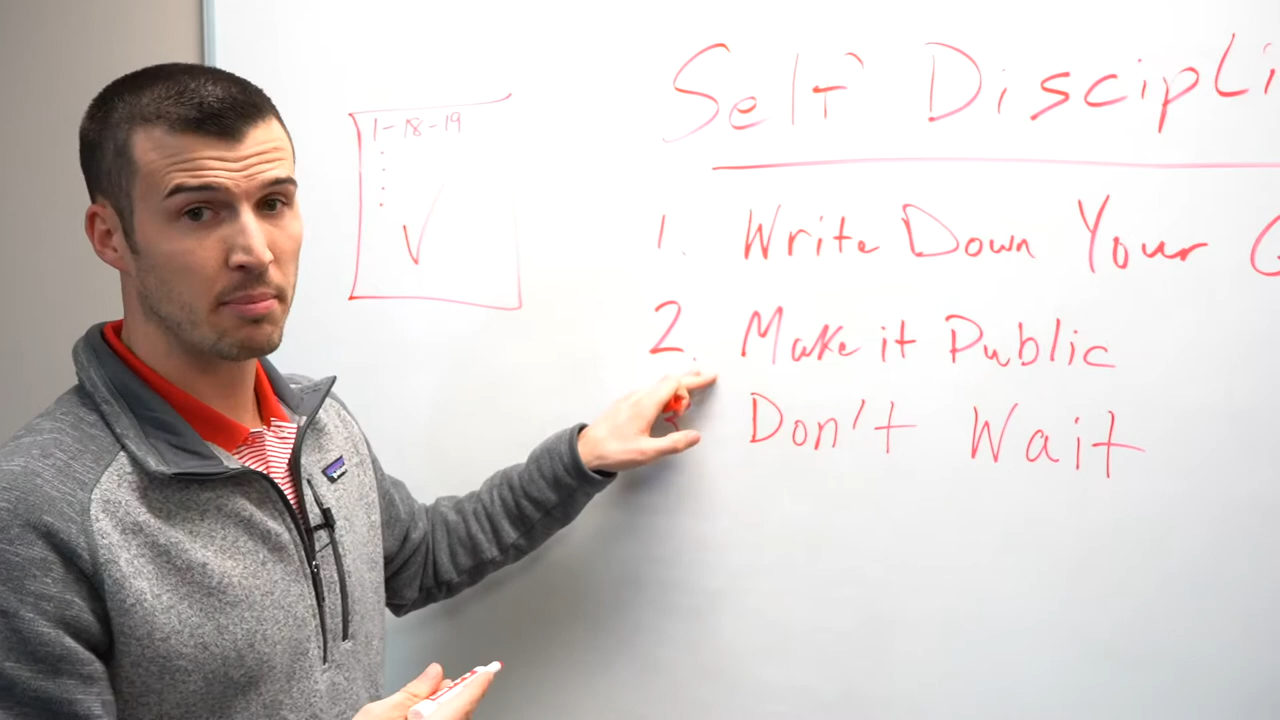 Self Discipli
1-18-19
1. Write Down Your G
2. Make it Public
Don't Wait